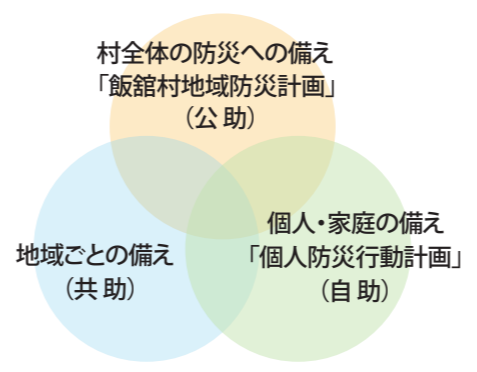 村全体の防災への備え
「飯舘村地域防災計画」
（公 助）
地域ごとの備え
（共 助）
個人・家庭の備え
「個人防災行動計画」
（自 助）